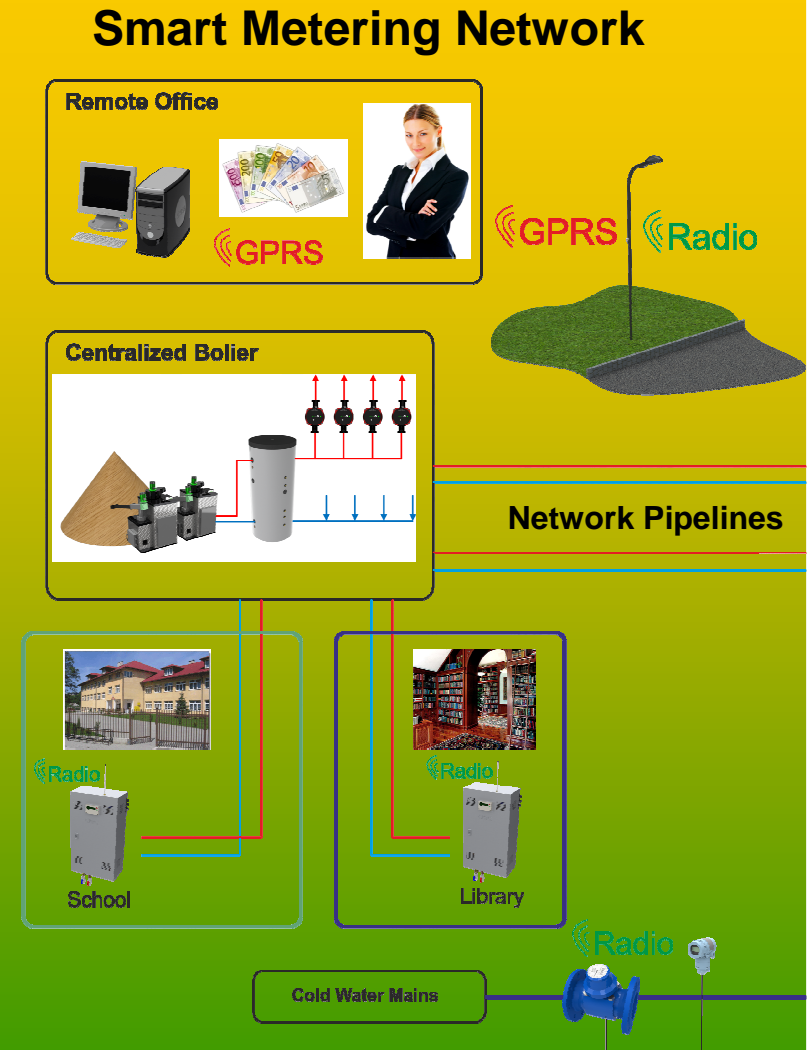 Smart Metering Network
Remote Office
GPRS
GPRS
Radio
Centralized Bolier
Network Pipelines
Radio
Radio
School
Library
Radio
Cold Water Mains